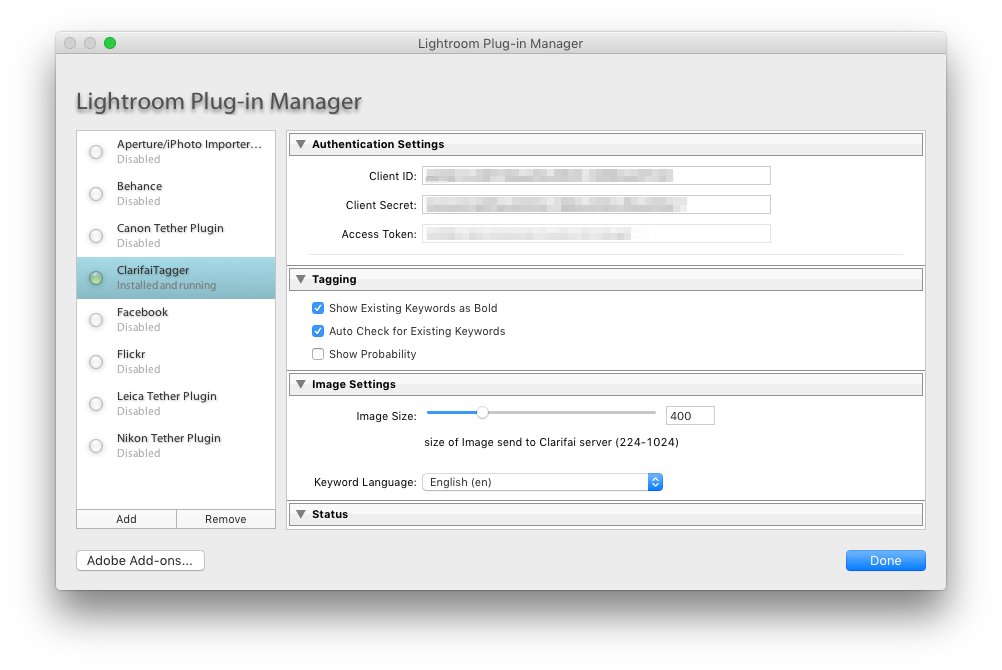 Lightroom Plug-in Manager
Lightroom Plug-in Manager
Aperture/iPhoto Importer...
Disabled
Behance
Disabled
Canon Tether Plugin
Disabled
ClarifaiTagger
Installed and running
Facebook
Disabled
Flickr
Disabled
Leica Tether Plugin
Disabled
Nikon Tether Plugin
Disabled
Add
Remove
Authentication Settings
Client ID:
Client Secret:
Access Token:
Tagging
Show Existing Keywords as Bold
Auto Check for Existing Keywords
Show Probability
Image Settings
Image Size:
400
size of Image send to Clarifai server (224-1024)
Keyword Language:
English (en)
Status
Adobe Add-ons...
Done